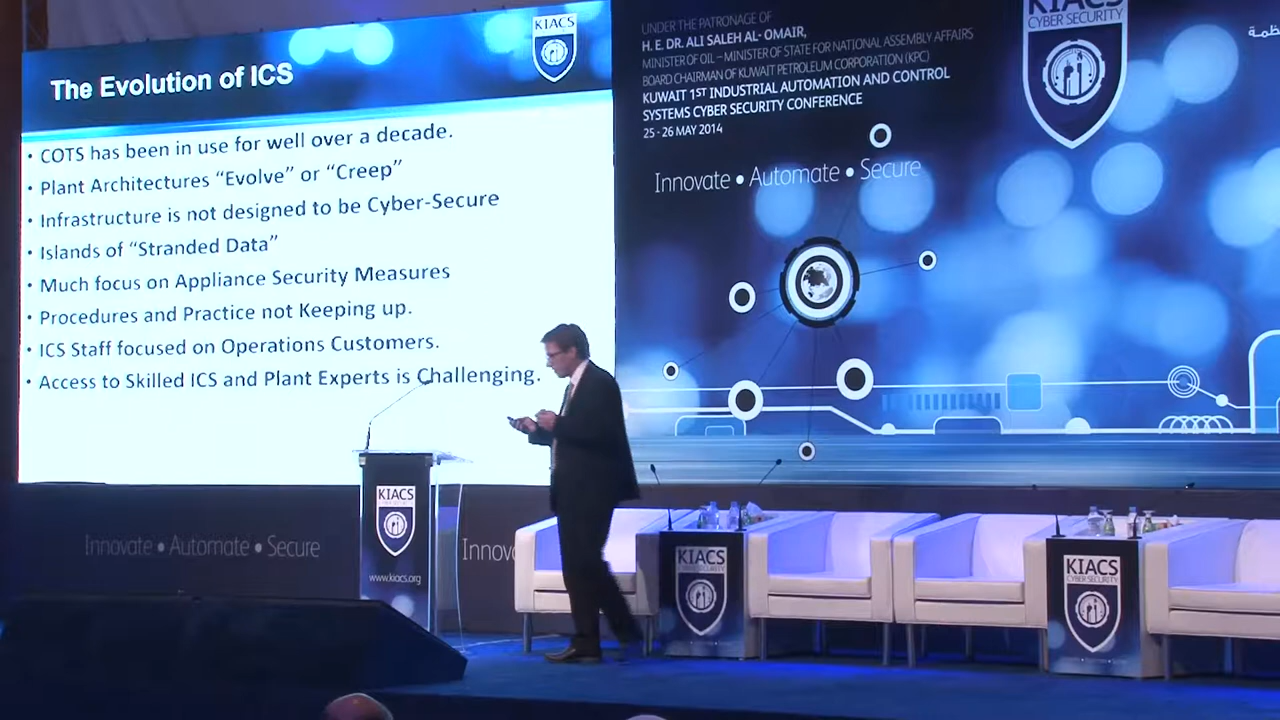 The Evolution of ICS
KIACS
• COTS has been in use for well over a decade.
• Plant Architectures “Evolve” or “Creep”
• Infrastructure is not designed to be Cyber-Secure
• Islands of “Stranded Data”
• Much focus on Appliance Security Measures
• Procedures and Practice not Keeping up.
• ICS Staff focused on Operations Customers.
• Access to Skilled ICS and Plant Experts is Challenging.
UNDER THE PATRONAGE OF
H. E. DR. ALI SALEH AL- OMAIR,
MINISTER OF OIL – MINISTER OF STATE FOR NATIONAL ASSEMBLY AFFAIRS
BOARD CHAIRMAN OF KUWAIT PETROLEUM CORPORATION (KPC)
KUWAIT 1ST INDUSTRIAL AUTOMATION AND CONTROL
SYSTEMS CYBER SECURITY CONFERENCE
25 - 26 MAY 2014
Innovate • Automate • Secure
KIACS
CYBER SECURITY
Innovate • Automate • Secure
KIACS
www.kiacs.org
Innov
KIACS
CYBER SECURITY
KIACS
CYBER SECURITY